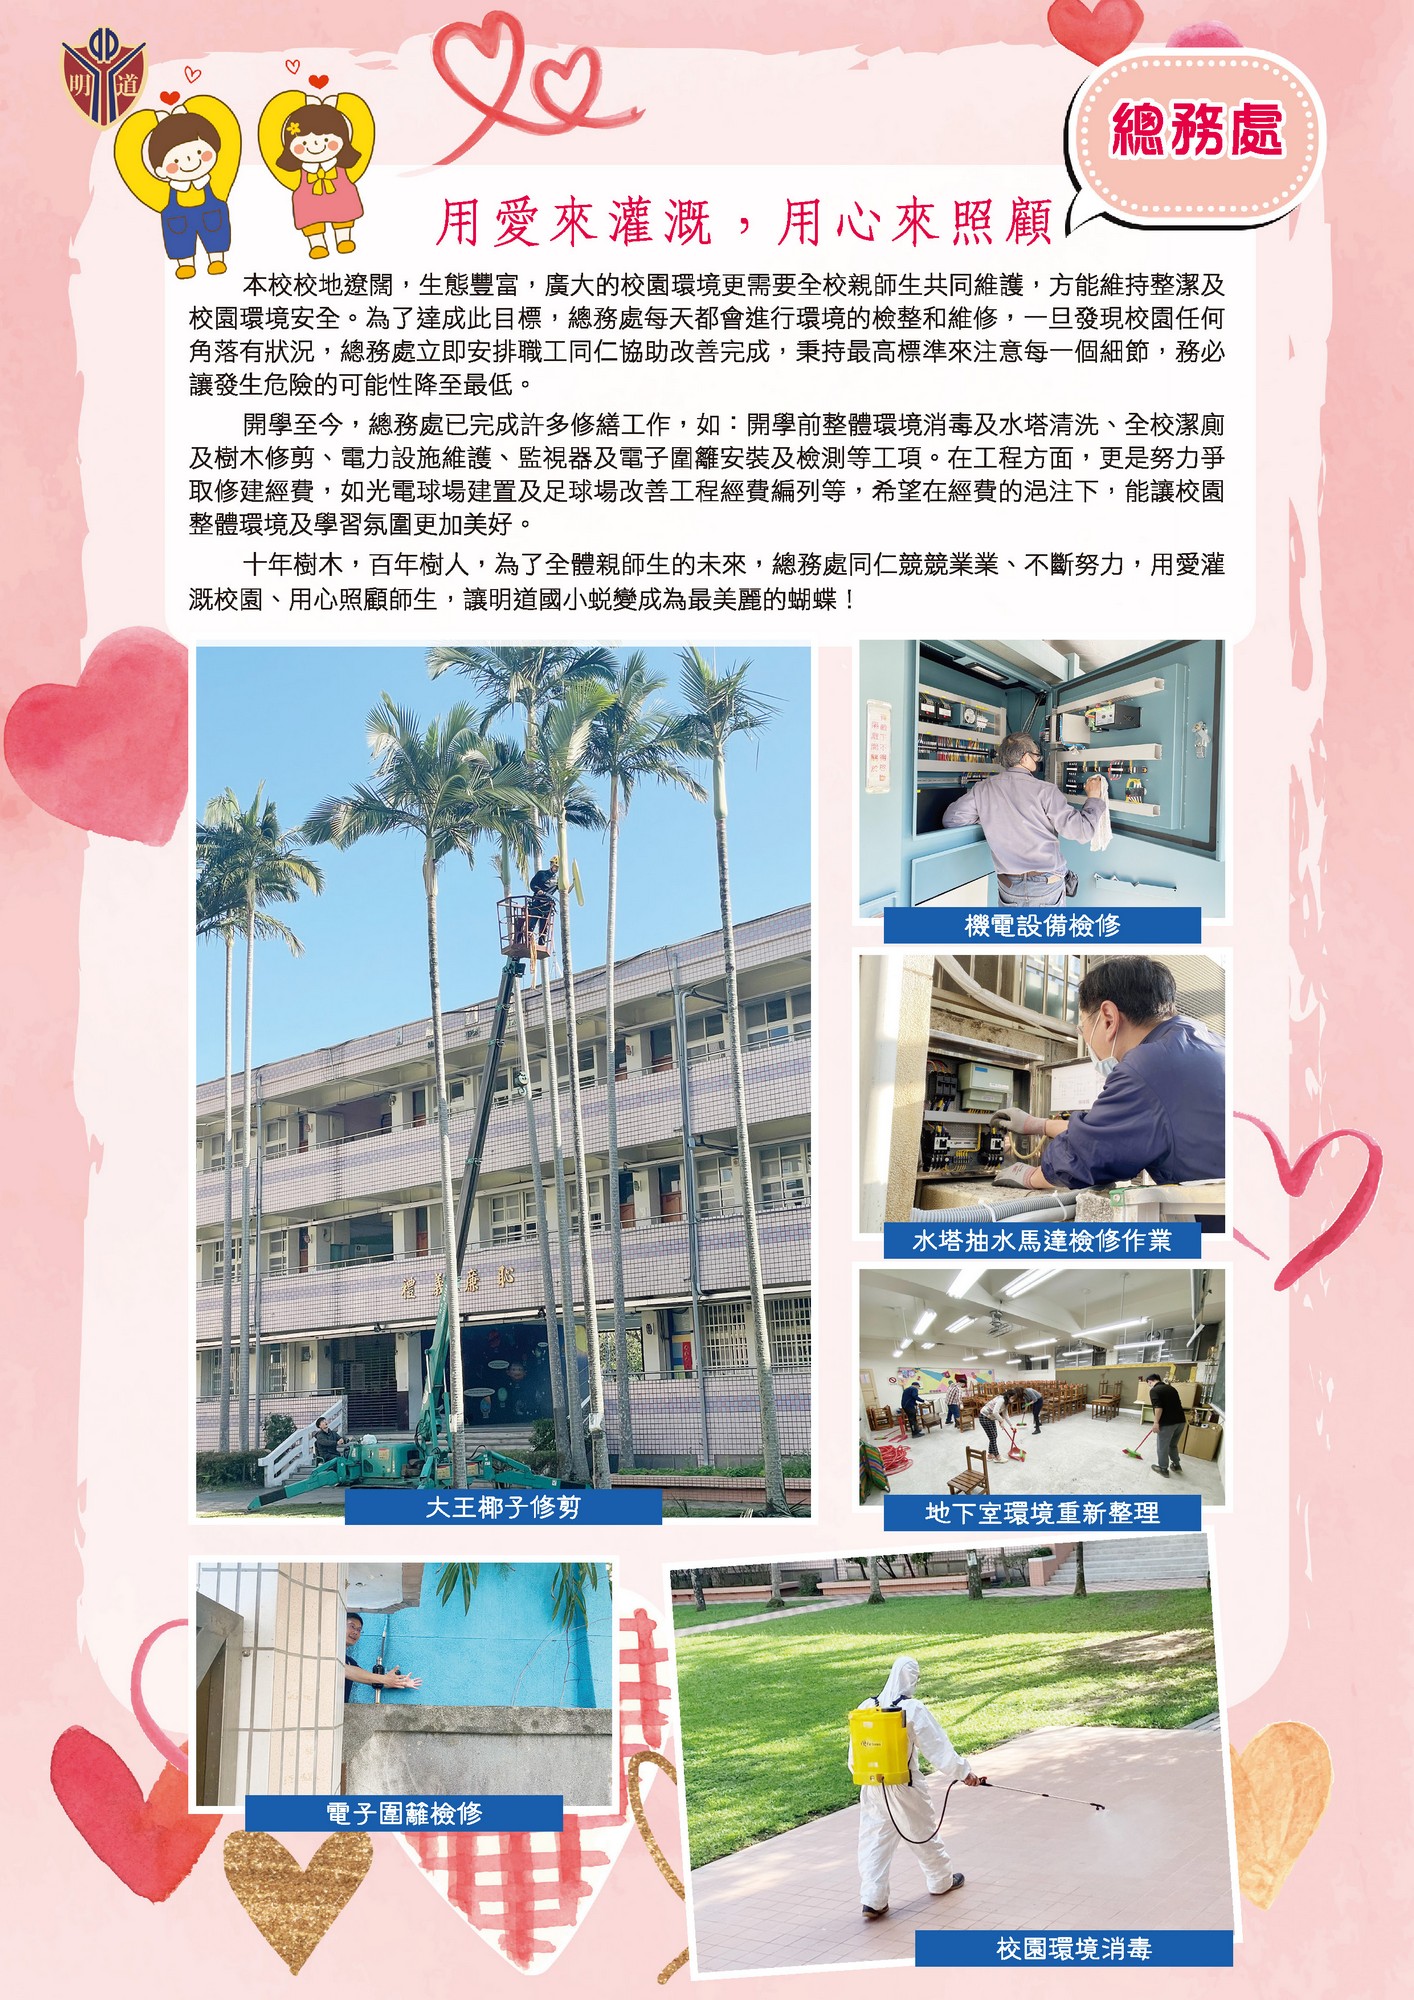 明道
總務處
用愛來灌溉，用心來照顧
本校校地遼闊，生態豐富，廣大的校園環境更需要全校親師生共同維護，方能維持整潔及
校園環境安全。為了達成此目標，總務處每天都會進行環境的檢整和維修，一旦發現校園任何
角落有狀況，總務處立即安排職工同仁協助改善完成，秉持最高標準來注意每一個細節，務必
讓發生危險的可能性降至最低。
開學至今，總務處已完成許多修繕工作，如：開學前整體環境消毒及水塔清洗、全校潔廁
及樹木修剪、電力設施維護、監視器及電子圍籬安裝及檢測等工項。在工程方面，更是努力爭
取修建經費，如光電球場建置及足球場改善工程經費編列等，希望在經費的浥注下，能讓校園
整體環境及學習氛圍更加美好。
十年樹木，百年樹人，為了全體親師生的未來，總務處同仁兢兢業業、不斷努力，用愛灌
溉校園、用心照顧師生，讓明道國小蛻變成為最美麗的蝴蝶！
機電設備檢修
水塔抽水馬達檢修作業
禮義廉恥
大王椰子修剪
地下室環境重新整理
電子圍籬檢修
校園環境消毒